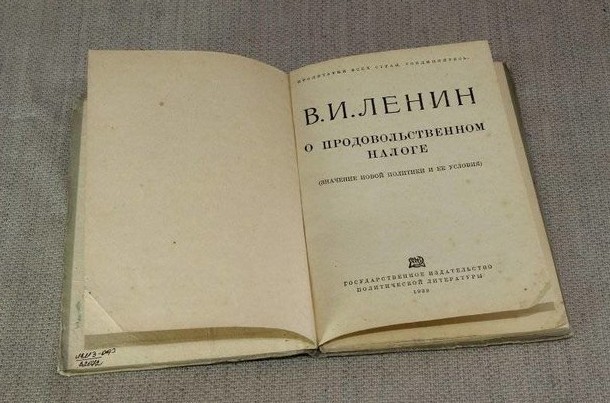 ПРОЛЕТАРИИ ВСЕХ СТРАН, СОЕДИНЯЙТЕСЬ!
В.И.ЛЕНИН
О ПРОДОВОЛЬСТВЕННОМ
НАЛОГЕ
(ЗНАЧЕНИЕ НОВОЙ ПОЛИТИКИ И ЕЕ УСЛОВИЯ)
ГОСУДАРСТВЕННОЕ ИЗДАТЕЛЬСТВО
ПОЛИТИЧЕСКОЙ ЛИТЕРАТУРЫ